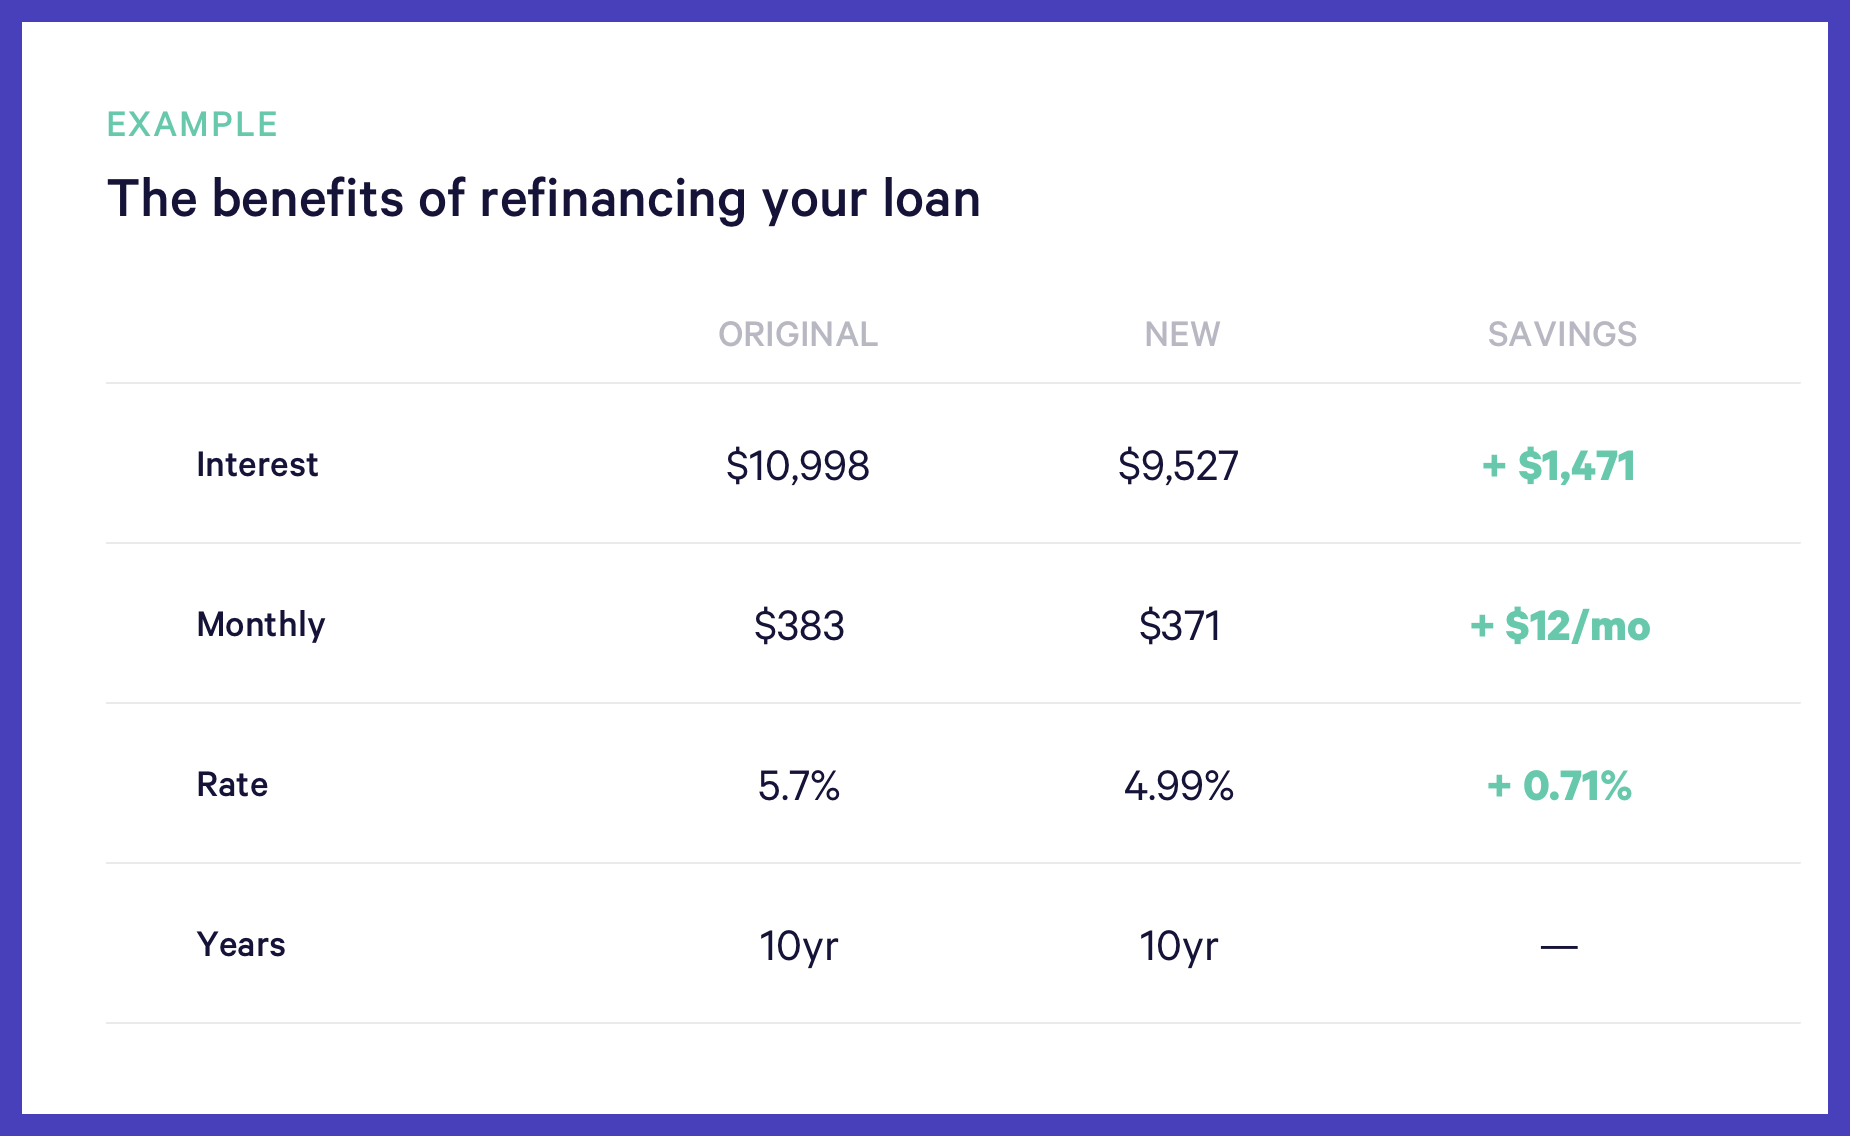 EXAMPLE
The benefits of refinancing your loan
ORIGINAL NEW SAVINGS
Interest $10,998 $9,527 + $1,471
Monthly $383 $371 + $12/mo
Rate 5.7% 4.99% + 0.71%
Years 10yr 10yr —